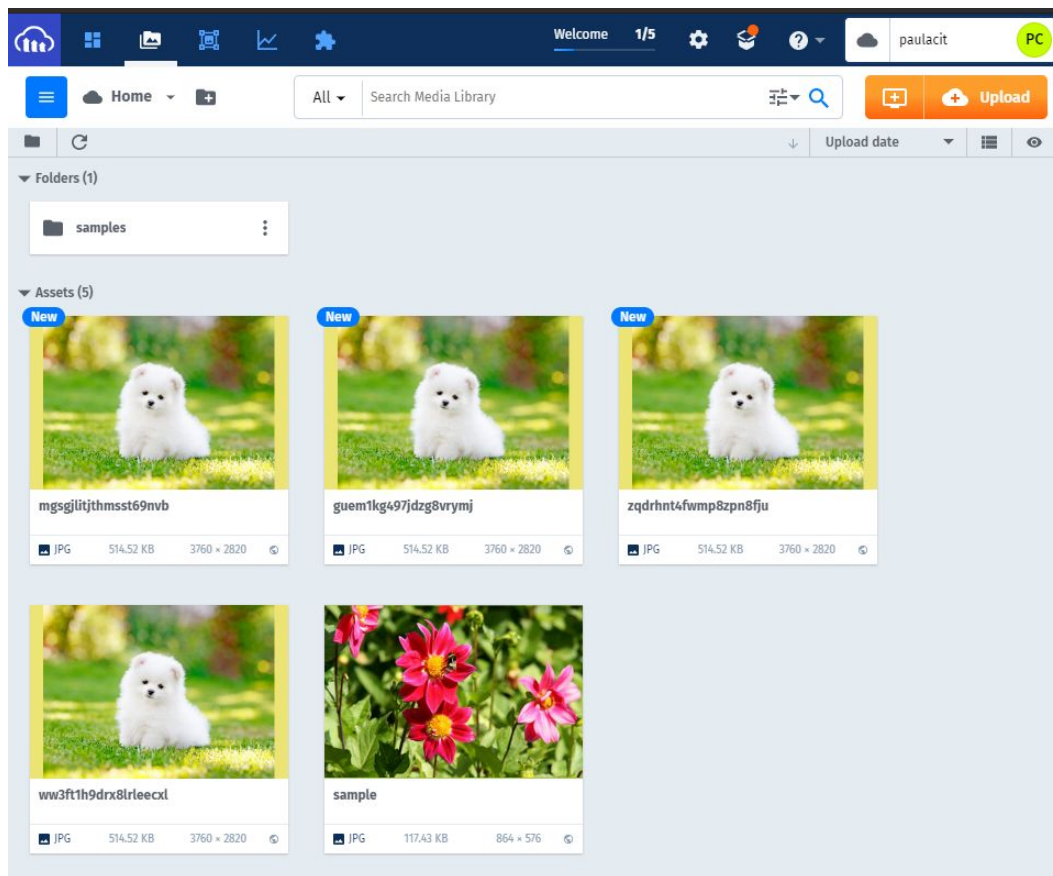 Welcome 1/5
paulacit
PC
Home
All
Search Media Library
Upload
Upload date
Folders (1)
samples
Assets (5)
New
New
New
mgsgjlitjthmsst69nvb
guem1kg497jdzg8vrymj
zqdrhnt4fwmp8zpn8fju
JPG 514.52 KB 3760 × 2820
JPG 514.52 KB 3760 × 2820
JPG 514.52 KB 3760 × 2820
ww3ft1h9drx8lrleecxl
sample
JPG 514.52 KB 3760 × 2820
JPG 117.43 KB 864 × 576